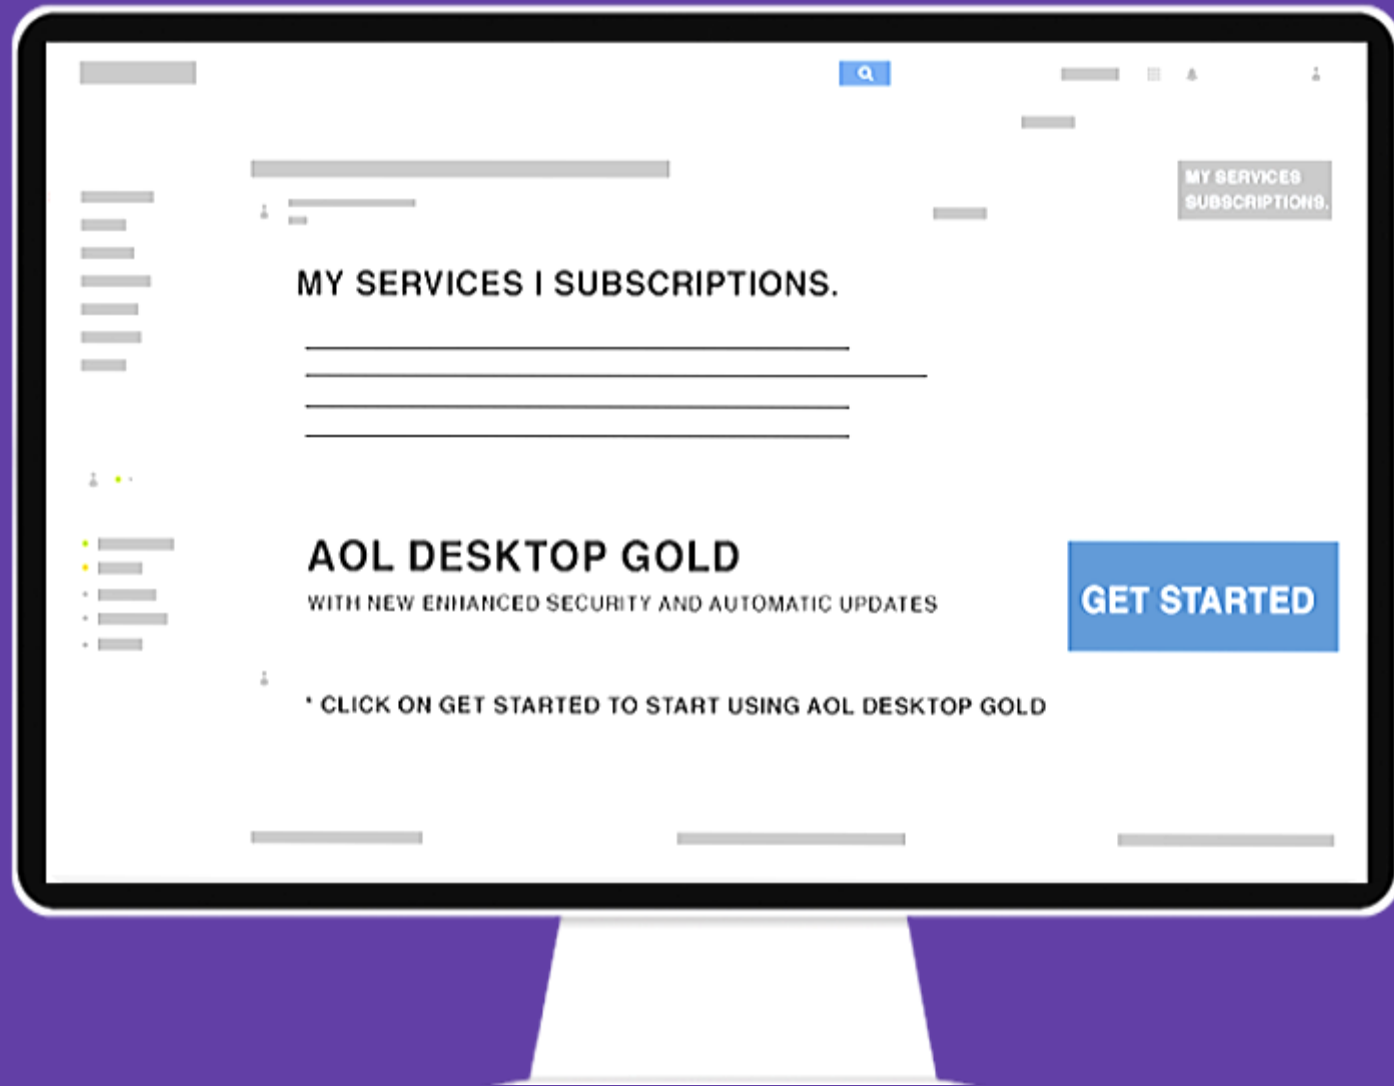 MY SERVICES
SUBSCRIPTIONS.
MY SERVICES I SUBSCRIPTIONS.
AOL DESKTOP GOLD
WITH NEW ENHANCED SECURITY AND AUTOMATIC UPDATES
GET STARTED
* CLICK ON GET STARTED TO START USING AOL DESKTOP GOLD